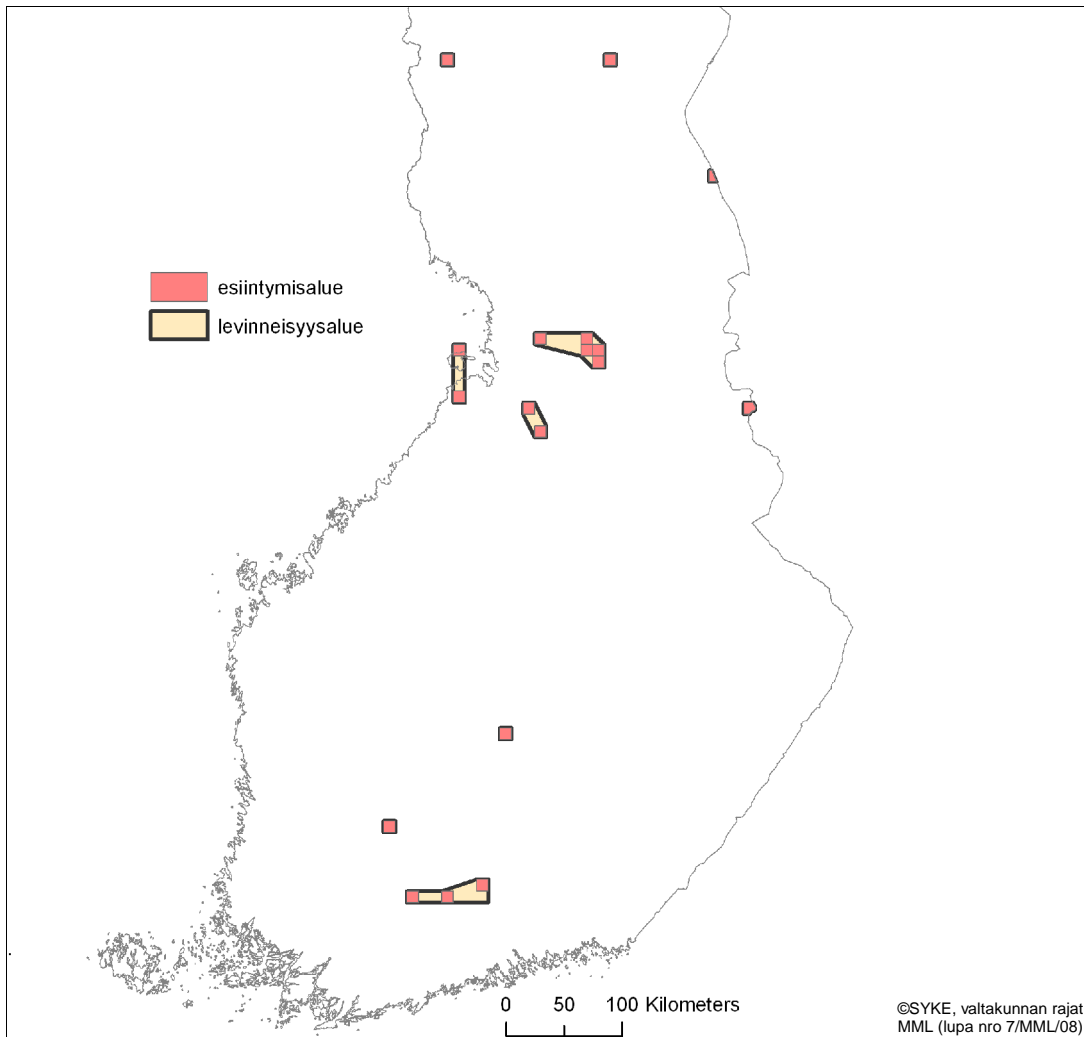 esiintymisalue
levinneisyysalue
0 50 100 Kilometers
©SYKE, valtakunnan rajat
MML (lupa nro 7/MML/08)